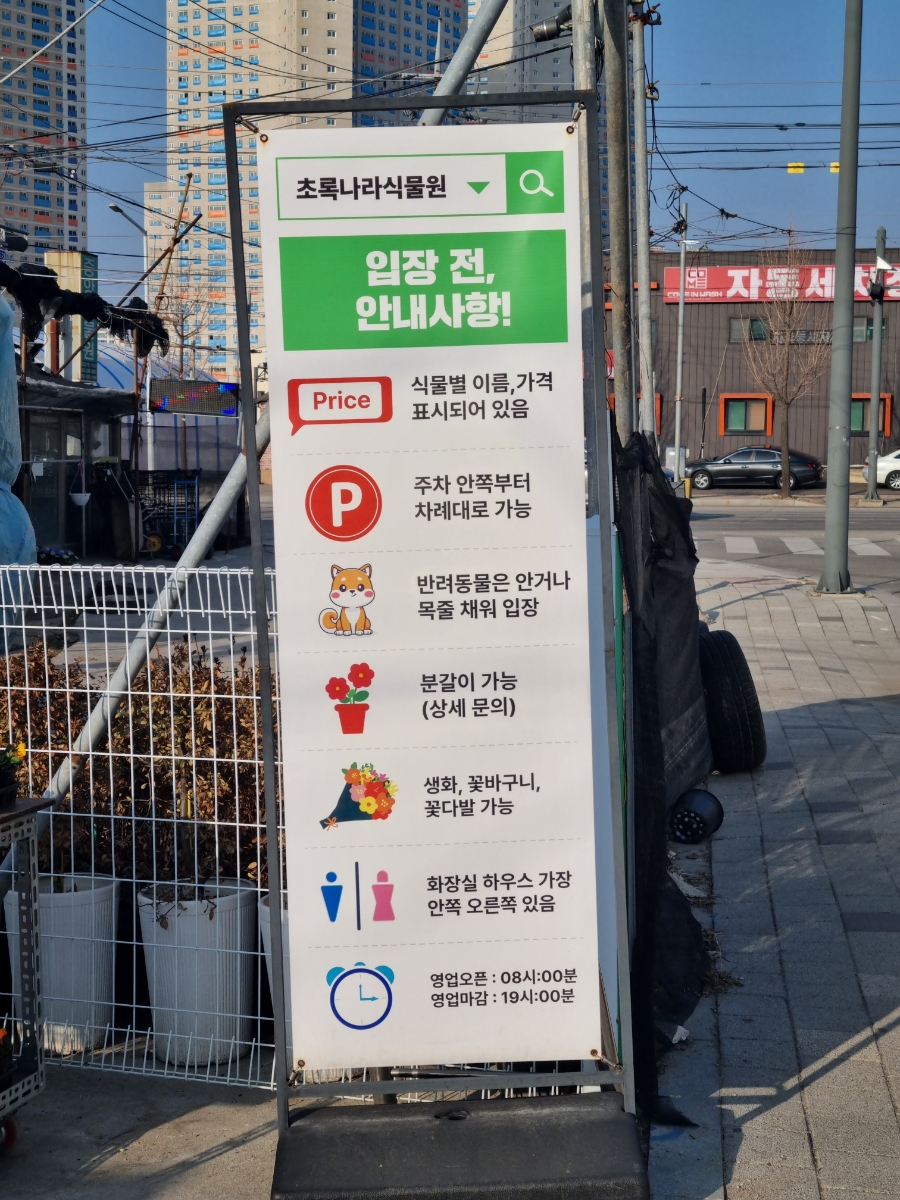 초록나라식물원
입장 전,
안내사항!
Price
식물별 이름,가격
표시되어 있음
P
주차 안쪽부터
차례대로 가능
반려동물은 안거나
목줄 채워 입장
분갈이 가능
(상세 문의)
생화, 꽃바구니,
꽃다발 가능
화장실 하우스 가장
안쪽 오른쪽 있음
영업오픈 : 08시:00분
영업마감 : 19시:00분
자동세차장